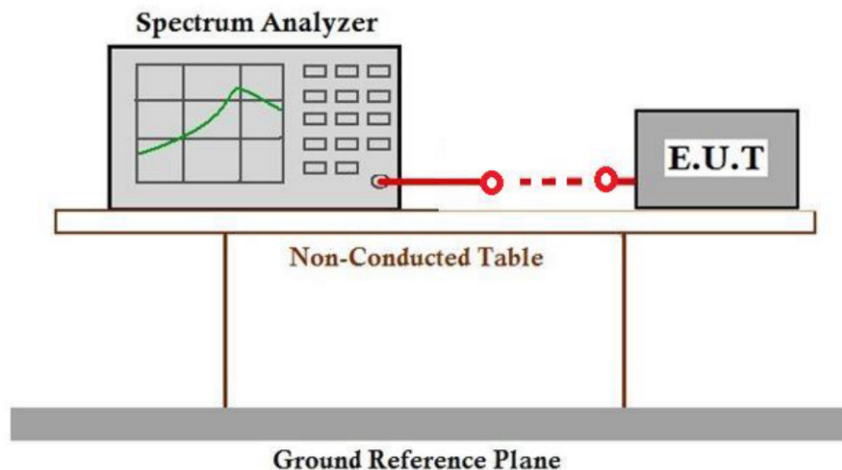 Spectrum Analyzer
E.U.T
Non-Conducted Table
Ground Reference Plane